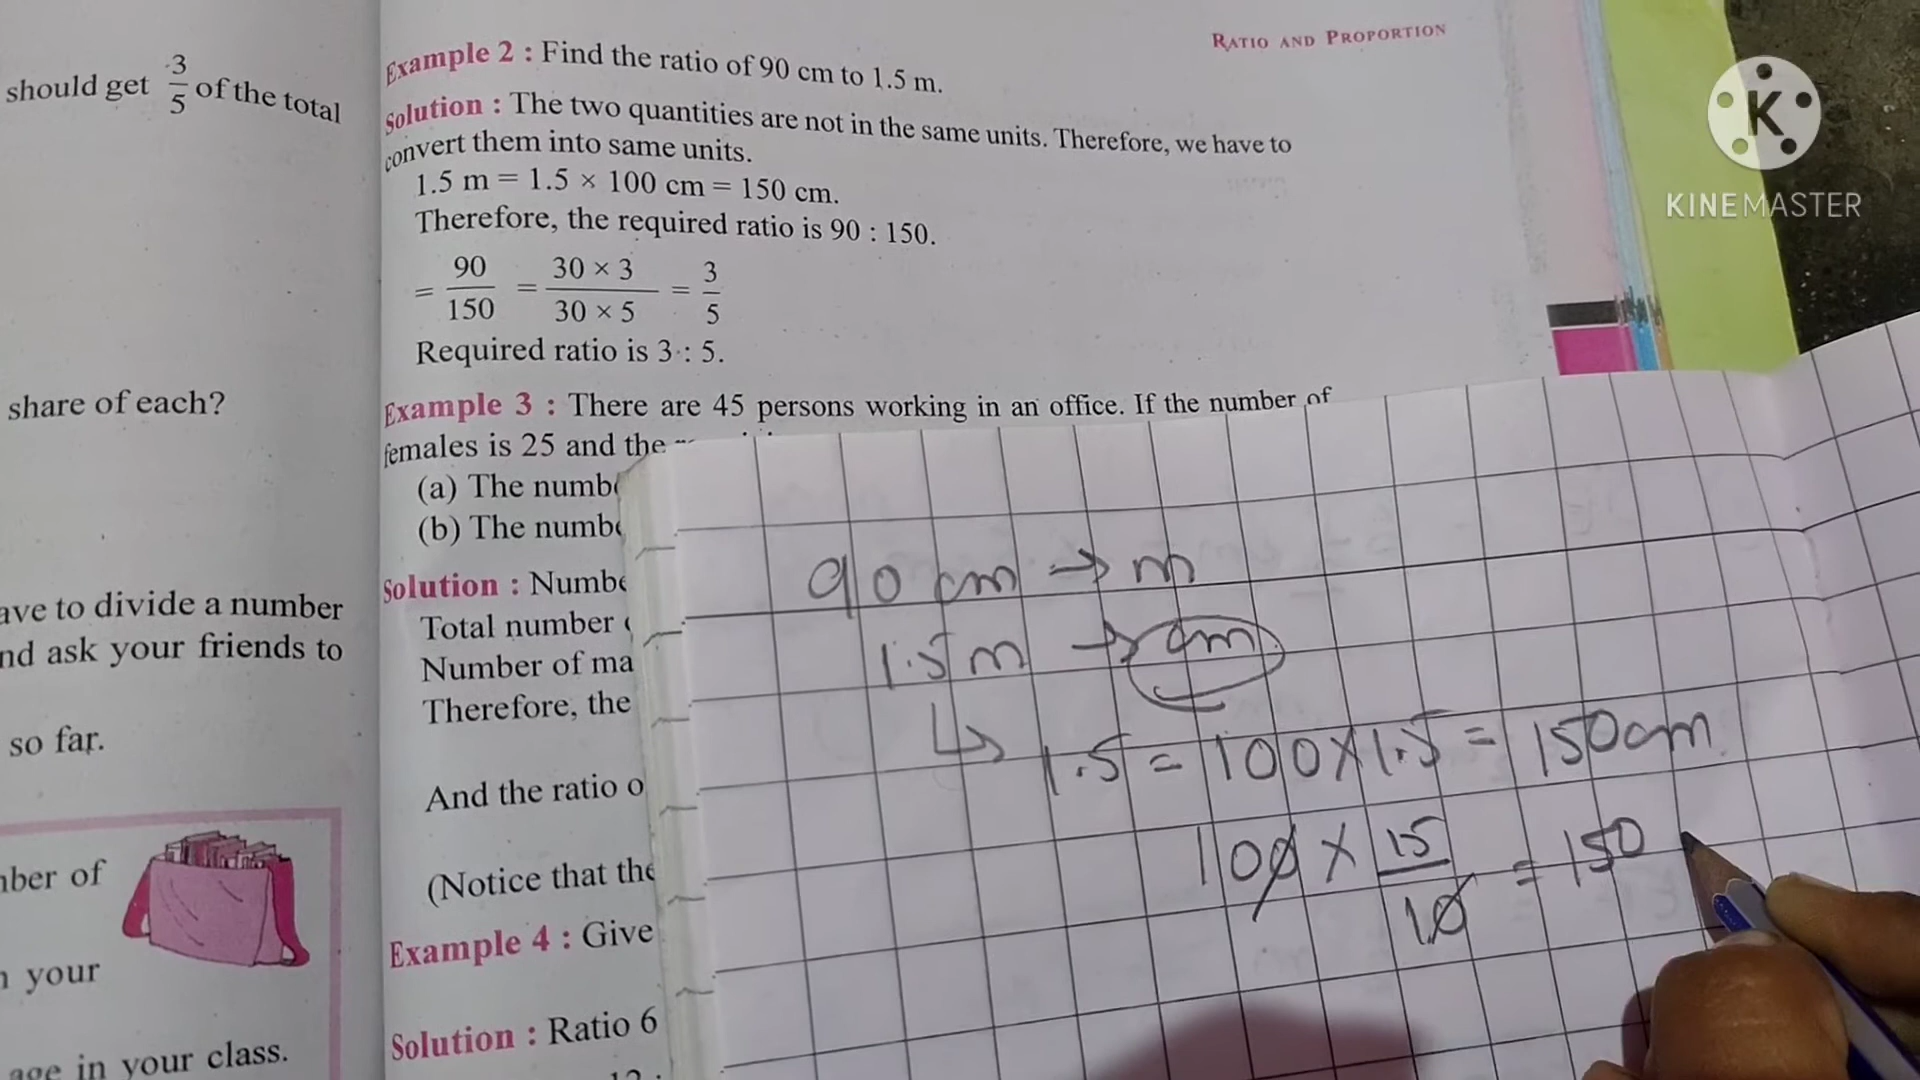 should get 3/5 of the total
share of each?
ave to divide a number
nd ask your friends to
so far.
nber of
n your
age in your class.
RATIO AND PROPORTION
Example 2 : Find the ratio of 90 cm to 1.5 m.
Solution : The two quantities are not in the same units. Therefore, we have to
convert them into same units.
1.5 m = 1.5 × 100 cm = 150 cm.
Therefore, the required ratio is 90 : 150.
= 90/150 = 30 × 3/30 × 5 = 3/5
Required ratio is 3 : 5.
Example 3 : There are 45 persons working in an office. If the number of
females is 25 and the
(a) The numbe
(b) The numbe
Solution : Numbe
Total number
Number of ma
Therefore, the
And the ratio o
(Notice that the
Example 4 : Give
Solution : Ratio 6
12 :
90 cm → m
1.5 m → cm
↳ 1.5 = 100 × 1.5 = 150 cm
100 × 15/10 = 150
K
KINEMASTER